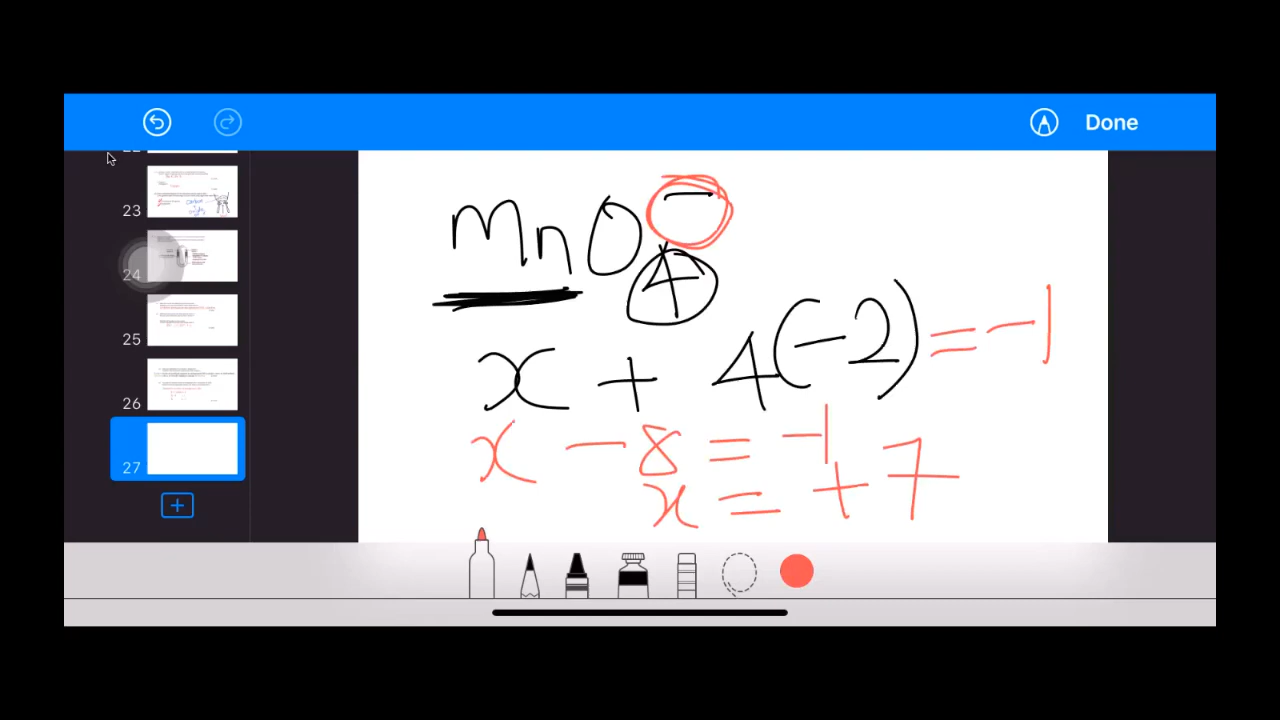 Done
23
24
25
26
27
MnO₄⁻
x + 4(-2) = -1
x - 8 = -1
x = +7